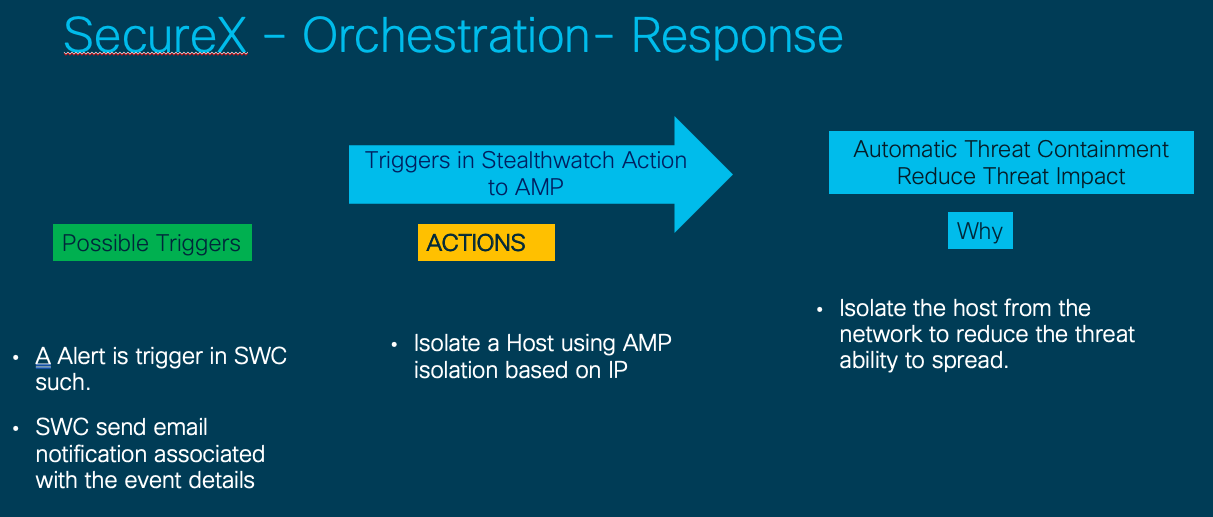 SecureX – Orchestration- Response
Triggers in Stealthwatch Action
to AMP
Automatic Threat Containment
Reduce Threat Impact
Possible Triggers
ACTIONS
Why
• A Alert is trigger in SWC
such.
• SWC send email
notification associated
with the event details
• Isolate a Host using AMP
isolation based on IP
• Isolate the host from the
network to reduce the threat
ability to spread.